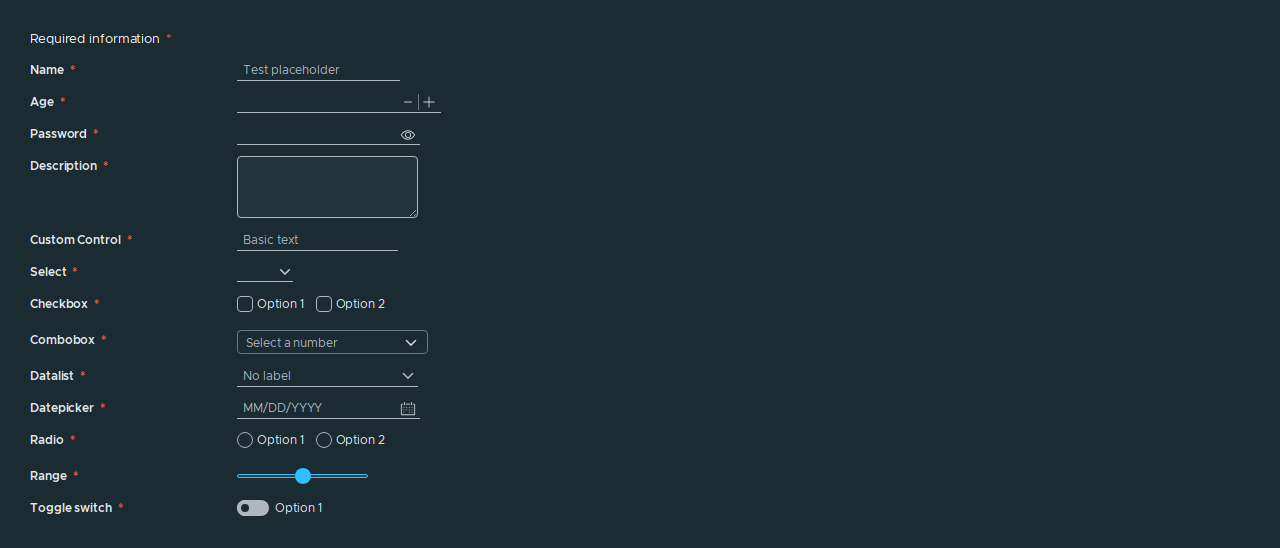 Required information *
Name * Test placeholder
Age *
Password *
Description *
Custom Control * Basic text
Select *
Checkbox * Option 1 Option 2
Combobox * Select a number
Datalist * No label
Datepicker * MM/DD/YYYY
Radio * Option 1 Option 2
Range *
Toggle switch * Option 1